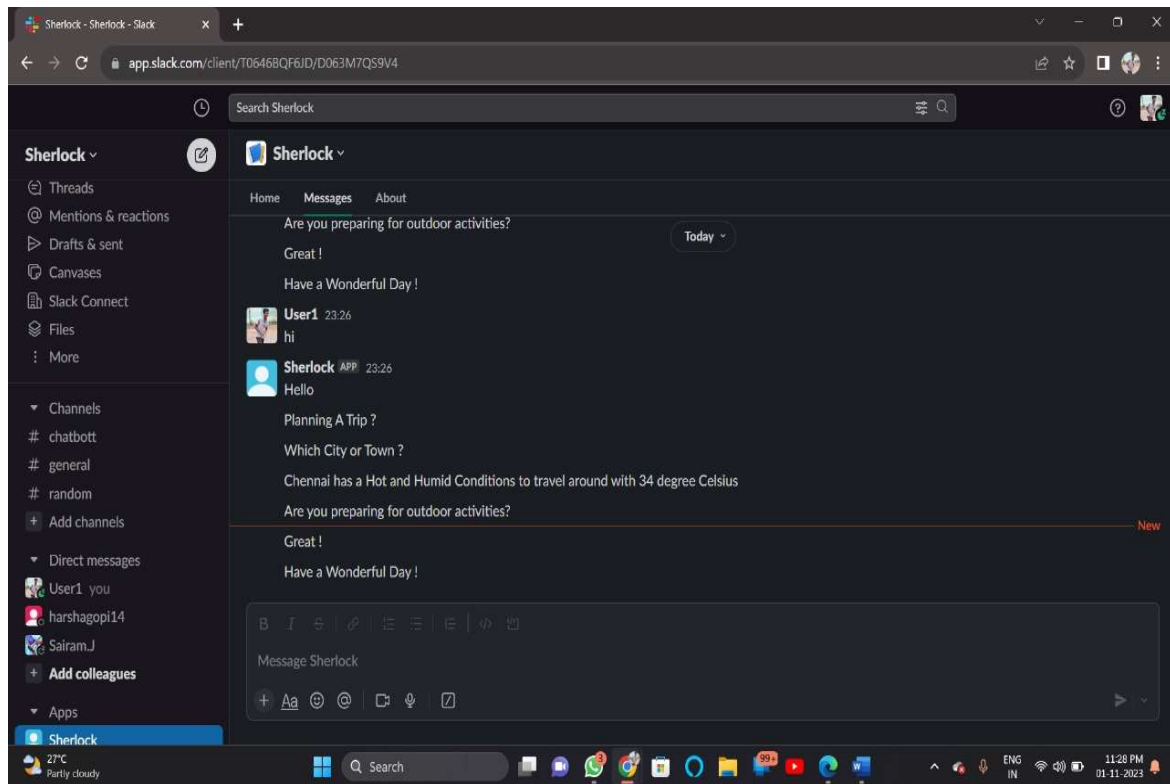 Sherlock - Sherlock - Slack
app.slack.com/client/T0646BQF6JD/D063M7QS9V4
Search Sherlock
Sherlock
Threads
Mentions & reactions
Drafts & sent
Canvases
Slack Connect
Files
More
Channels
# chatbott
# general
# random
+ Add channels
Direct messages
User1 you
harshagopi14
Sairam.J
+ Add colleagues
Apps
Sherlock
Sherlock
Home Messages About
Today
Are you preparing for outdoor activities?
Great !
Have a Wonderful Day !
User1 23:26
hi
Sherlock APP 23:26
Hello
Planning A Trip ?
Which City or Town ?
Chennai has a Hot and Humid Conditions to travel around with 34 degree Celsius
Are you preparing for outdoor activities?
New
Great !
Have a Wonderful Day !
B I S
Message Sherlock
+ Aa @
27°C
Partly cloudy
Search
3
99+
W
ENG
IN
11:28 PM
01-11-2023